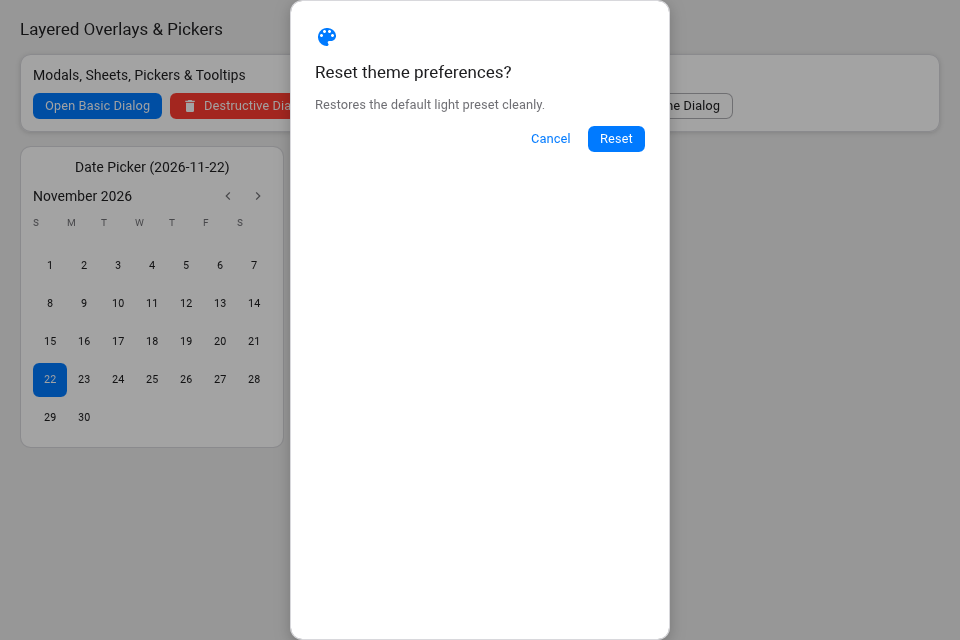 Layered Overlays & Pickers
Modals, Sheets, Pickers & Tooltips
Open Basic Dialog
Destructive
Dialog
Date Picker (2026-11-22)
November 2026
S M T W T F S
1 2 3 4 5 6 7
8 9 10 11 12 13 14
15 16 17 18 19 20 21
22 23 24 25 26 27 28
29 30
Reset theme preferences?
Restores the default light preset cleanly.
Cancel
Reset